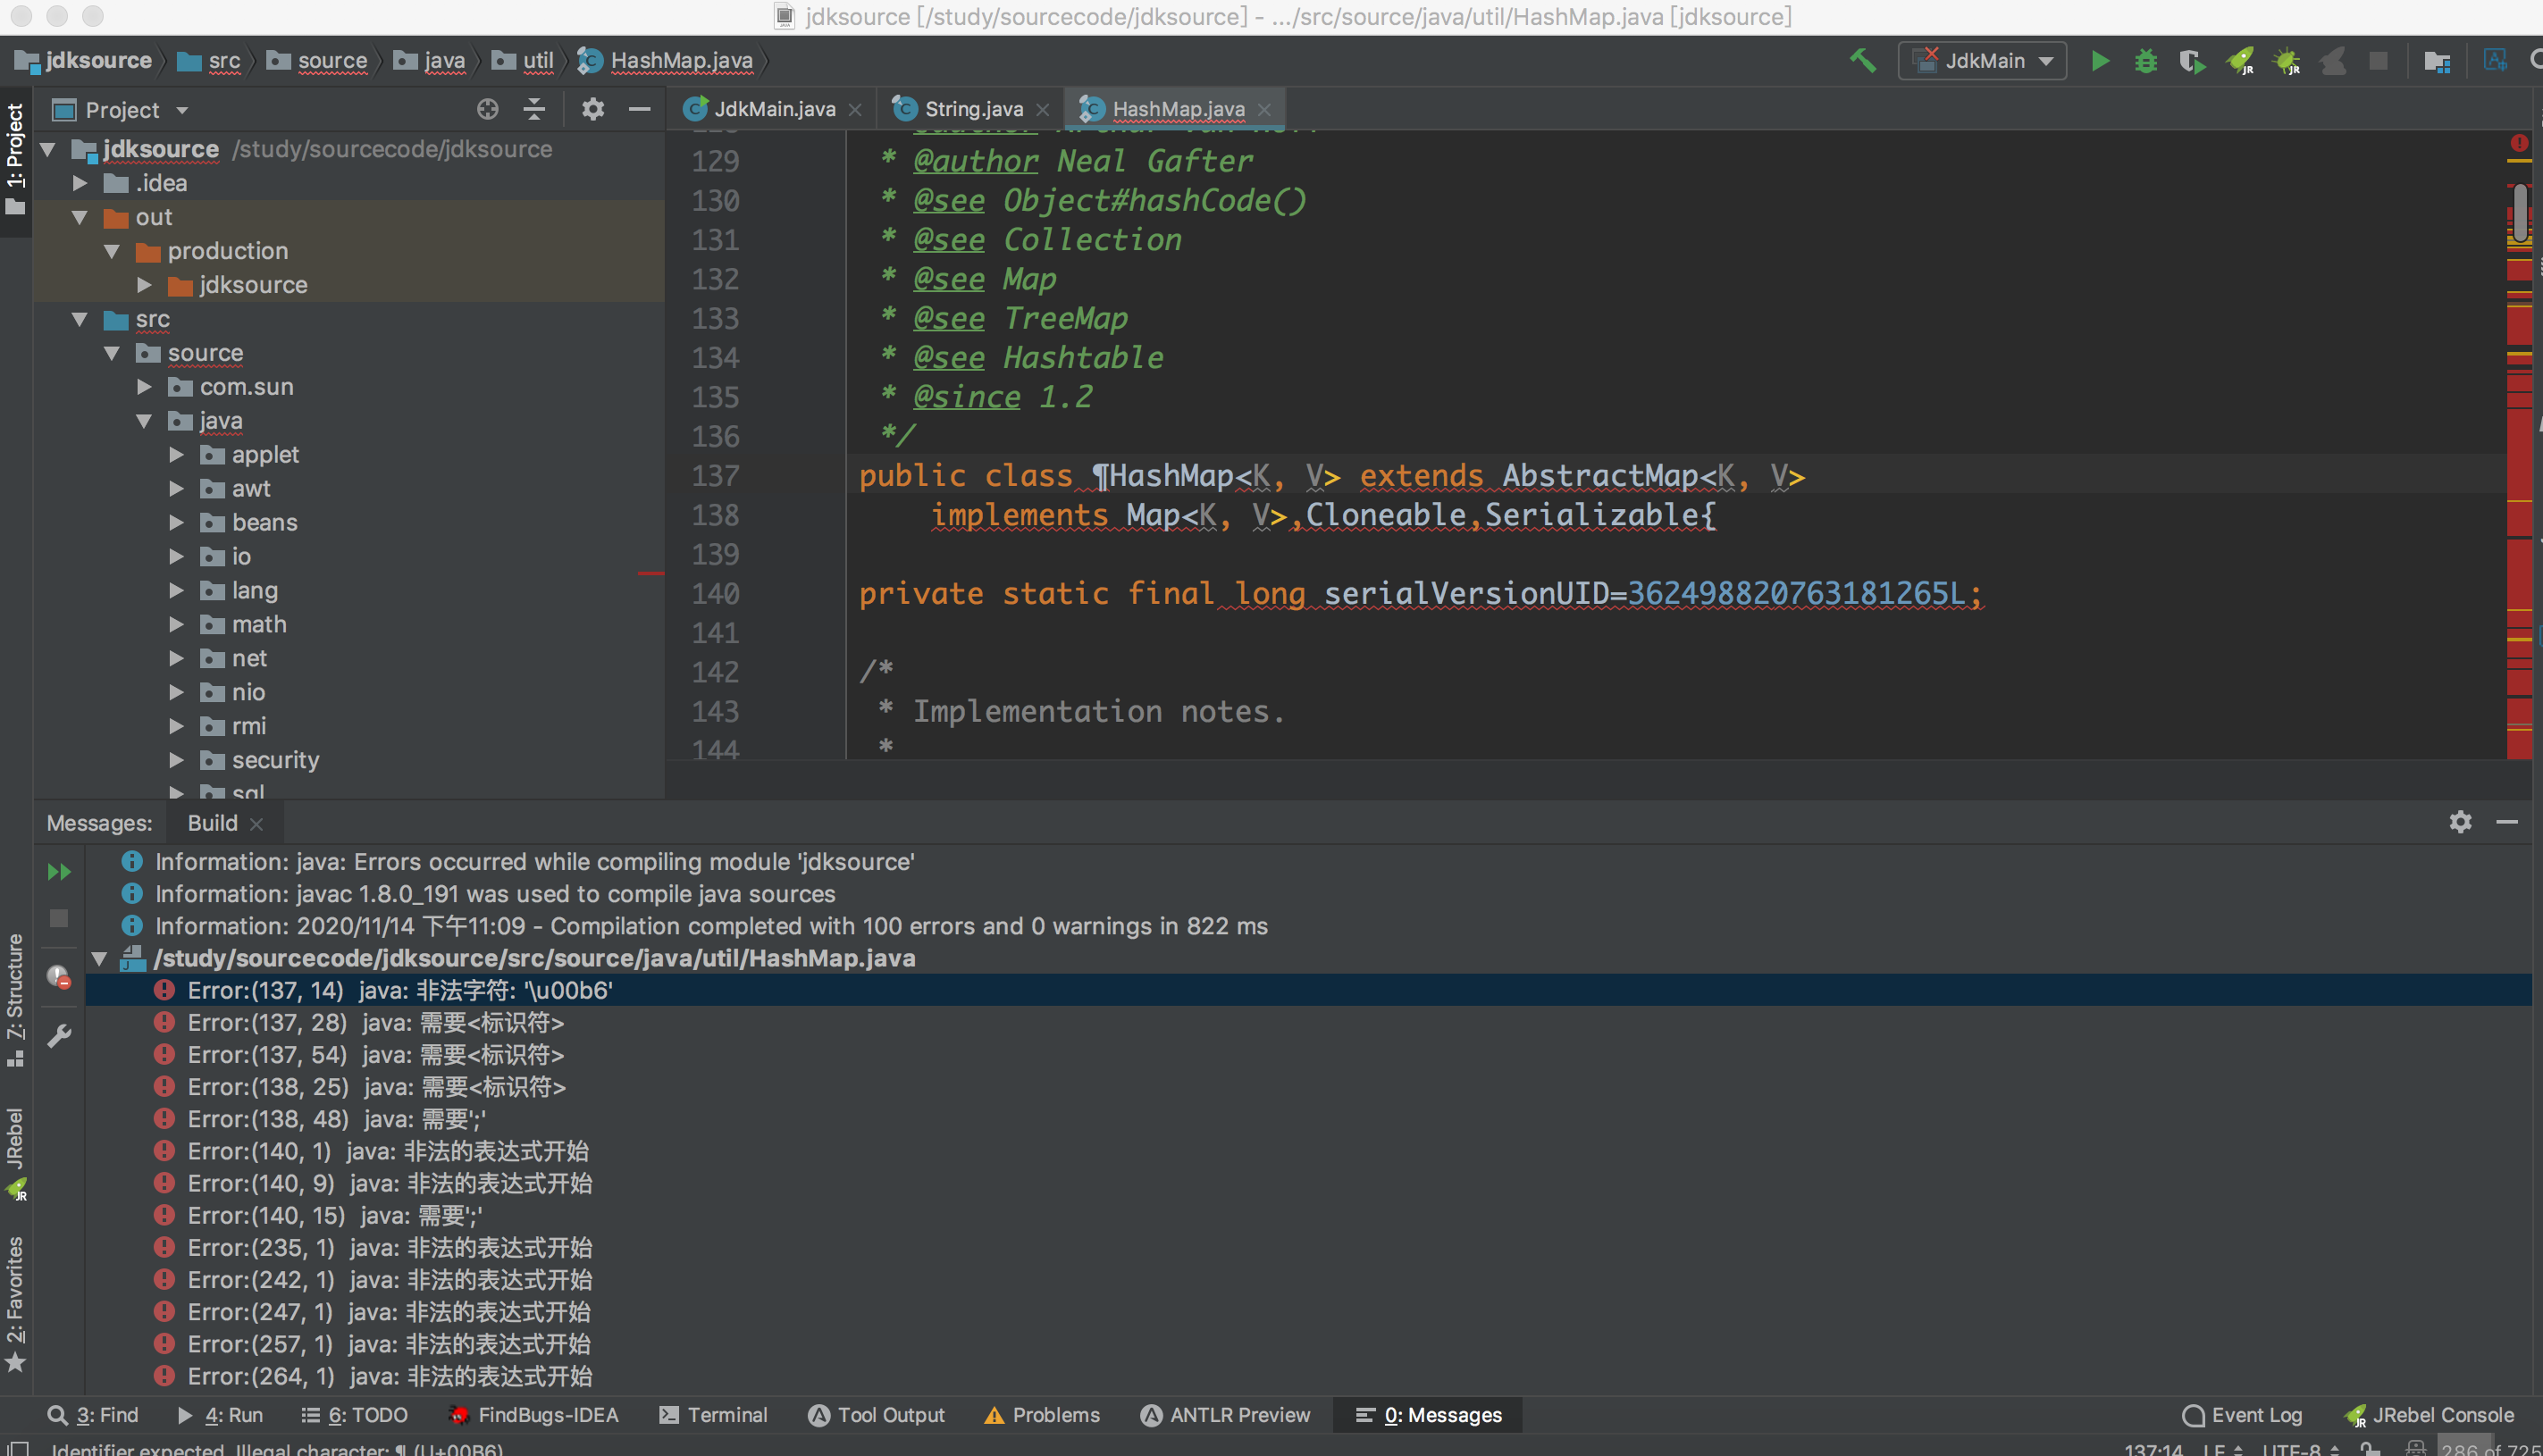 jdksource [/study/sourcecode/jdksource] - .../src/source/java/util/HashMap.java [jdksource]
jdksource src source java util HashMap.java JdkMain
1: Project
Project
JdkMain.java String.java HashMap.java
jdksource /study/sourcecode/jdksource
.idea
out
production
jdksource
src
source
com.sun
java
applet
awt
beans
io
lang
math
net
nio
rmi
security
sql
129 * @author Neal Gafter
130 * @see Object#hashCode()
131 * @see Collection
132 * @see Map
133 * @see TreeMap
134 * @see Hashtable
135 * @since 1.2
136 */
137 public class ¶HashMap<K, V> extends AbstractMap<K, V>
138 implements Map<K, V>,Cloneable,Serializable{
139
140 private static final long serialVersionUID=362498820763181265L;
141
142 /*
143 * Implementation notes.
144 *
Messages: Build
Information: java: Errors occurred while compiling module 'jdksource'
Information: javac 1.8.0_191 was used to compile java sources
Information: 2020/11/14 下午11:09 - Compilation completed with 100 errors and 0 warnings in 822 ms
/study/sourcecode/jdksource/src/source/java/util/HashMap.java
Error:(137, 14) java: 非法字符: '\u00b6'
Error:(137, 28) java: 需要<标识符>
Error:(137, 54) java: 需要<标识符>
Error:(138, 25) java: 需要<标识符>
Error:(138, 48) java: 需要';'
Error:(140, 1) java: 非法的表达式开始
Error:(140, 9) java: 非法的表达式开始
Error:(140, 15) java: 需要';'
Error:(235, 1) java: 非法的表达式开始
Error:(242, 1) java: 非法的表达式开始
Error:(247, 1) java: 非法的表达式开始
Error:(257, 1) java: 非法的表达式开始
Error:(264, 1) java: 非法的表达式开始
Z: Structure
JRebel
2: Favorites
3: Find 4: Run 6: TODO FindBugs-IDEA Terminal Tool Output Problems ANTLR Preview 0: Messages Event Log JRebel Console
Identifier expected. Illegal character: ¶ (U+00B6) 137:14 LF UTF-8 286 of 725